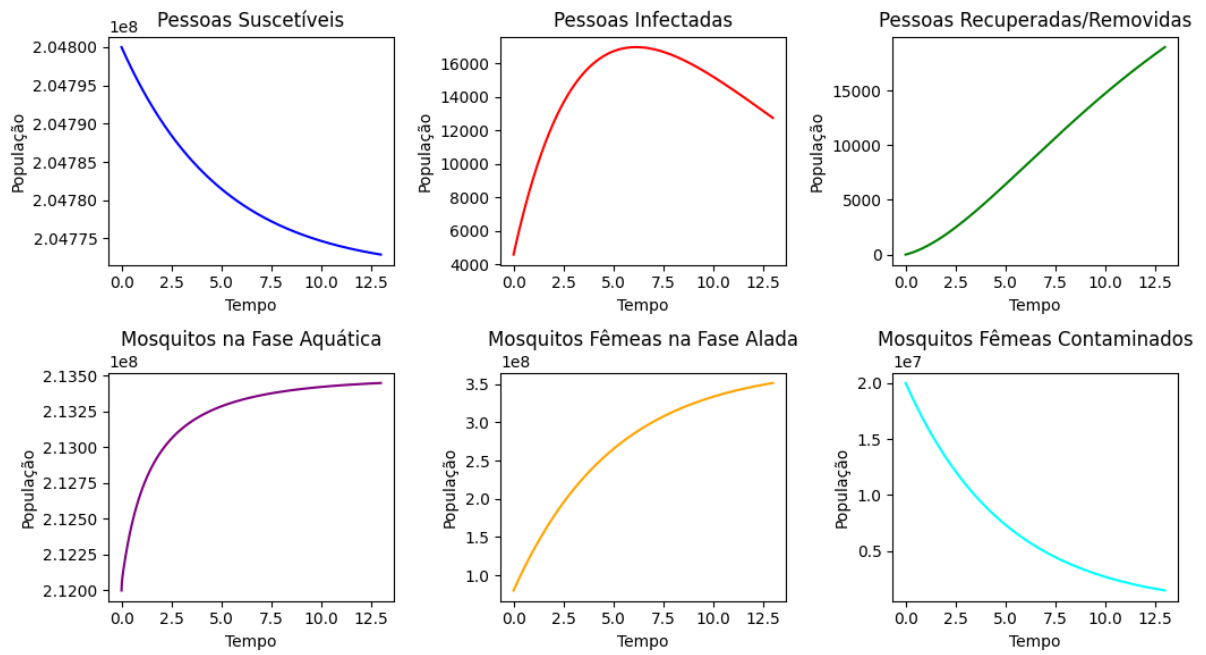 Pessoas Suscetíveis
1e8
2.04800
2.04795
2.04790
2.04785
2.04780
2.04775
População
0.0 2.5 5.0 7.5 10.0 12.5
Tempo
Pessoas Infectadas
16000
14000
12000
10000
8000
6000
4000
População
0.0 2.5 5.0 7.5 10.0 12.5
Tempo
Pessoas Recuperadas/Removidas
15000
10000
5000
0
População
0.0 2.5 5.0 7.5 10.0 12.5
Tempo
Mosquitos na Fase Aquática
1e8
2.1350
2.1325
2.1300
2.1275
2.1250
2.1225
2.1200
População
0.0 2.5 5.0 7.5 10.0 12.5
Tempo
Mosquitos Fêmeas na Fase Alada
1e8
3.5
3.0
2.5
2.0
1.5
1.0
População
0.0 2.5 5.0 7.5 10.0 12.5
Tempo
Mosquitos Fêmeas Contaminados
1e7
2.0
1.5
1.0
0.5
População
0.0 2.5 5.0 7.5 10.0 12.5
Tempo